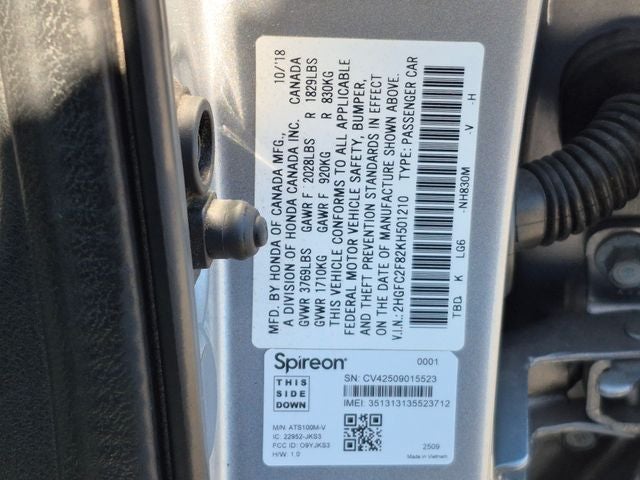 MFD. BY HONDA OF CANADA MFG., 10/18
A DIVISION OF HONDA CANADA INC. CANADA
GVWR 3769LBS GAWR F 2028LBS R 1829LBS
GVWR 1710KG GAWR F 920KG R 830KG
THIS VEHICLE CONFORMS TO ALL APPLICABLE
FEDERAL MOTOR VEHICLE SAFETY, BUMPER,
AND THEFT PREVENTION STANDARDS IN EFFECT
ON THE DATE OF MANUFACTURE SHOWN ABOVE.
V.I.N.: 2HGFC2F82KH501210 TYPE: PASSENGER CAR
TBD K LG6 -NH830M -V -H
Spireon 0001
SN: CV42509015523
THIS
SIDE
DOWN
IMEI: 351313135523712
M/N: ATS100M-V
IC: 22952-JKS3
FCC ID: O9YJKS3
H/W: 1.0
2509
Made in Vietnam